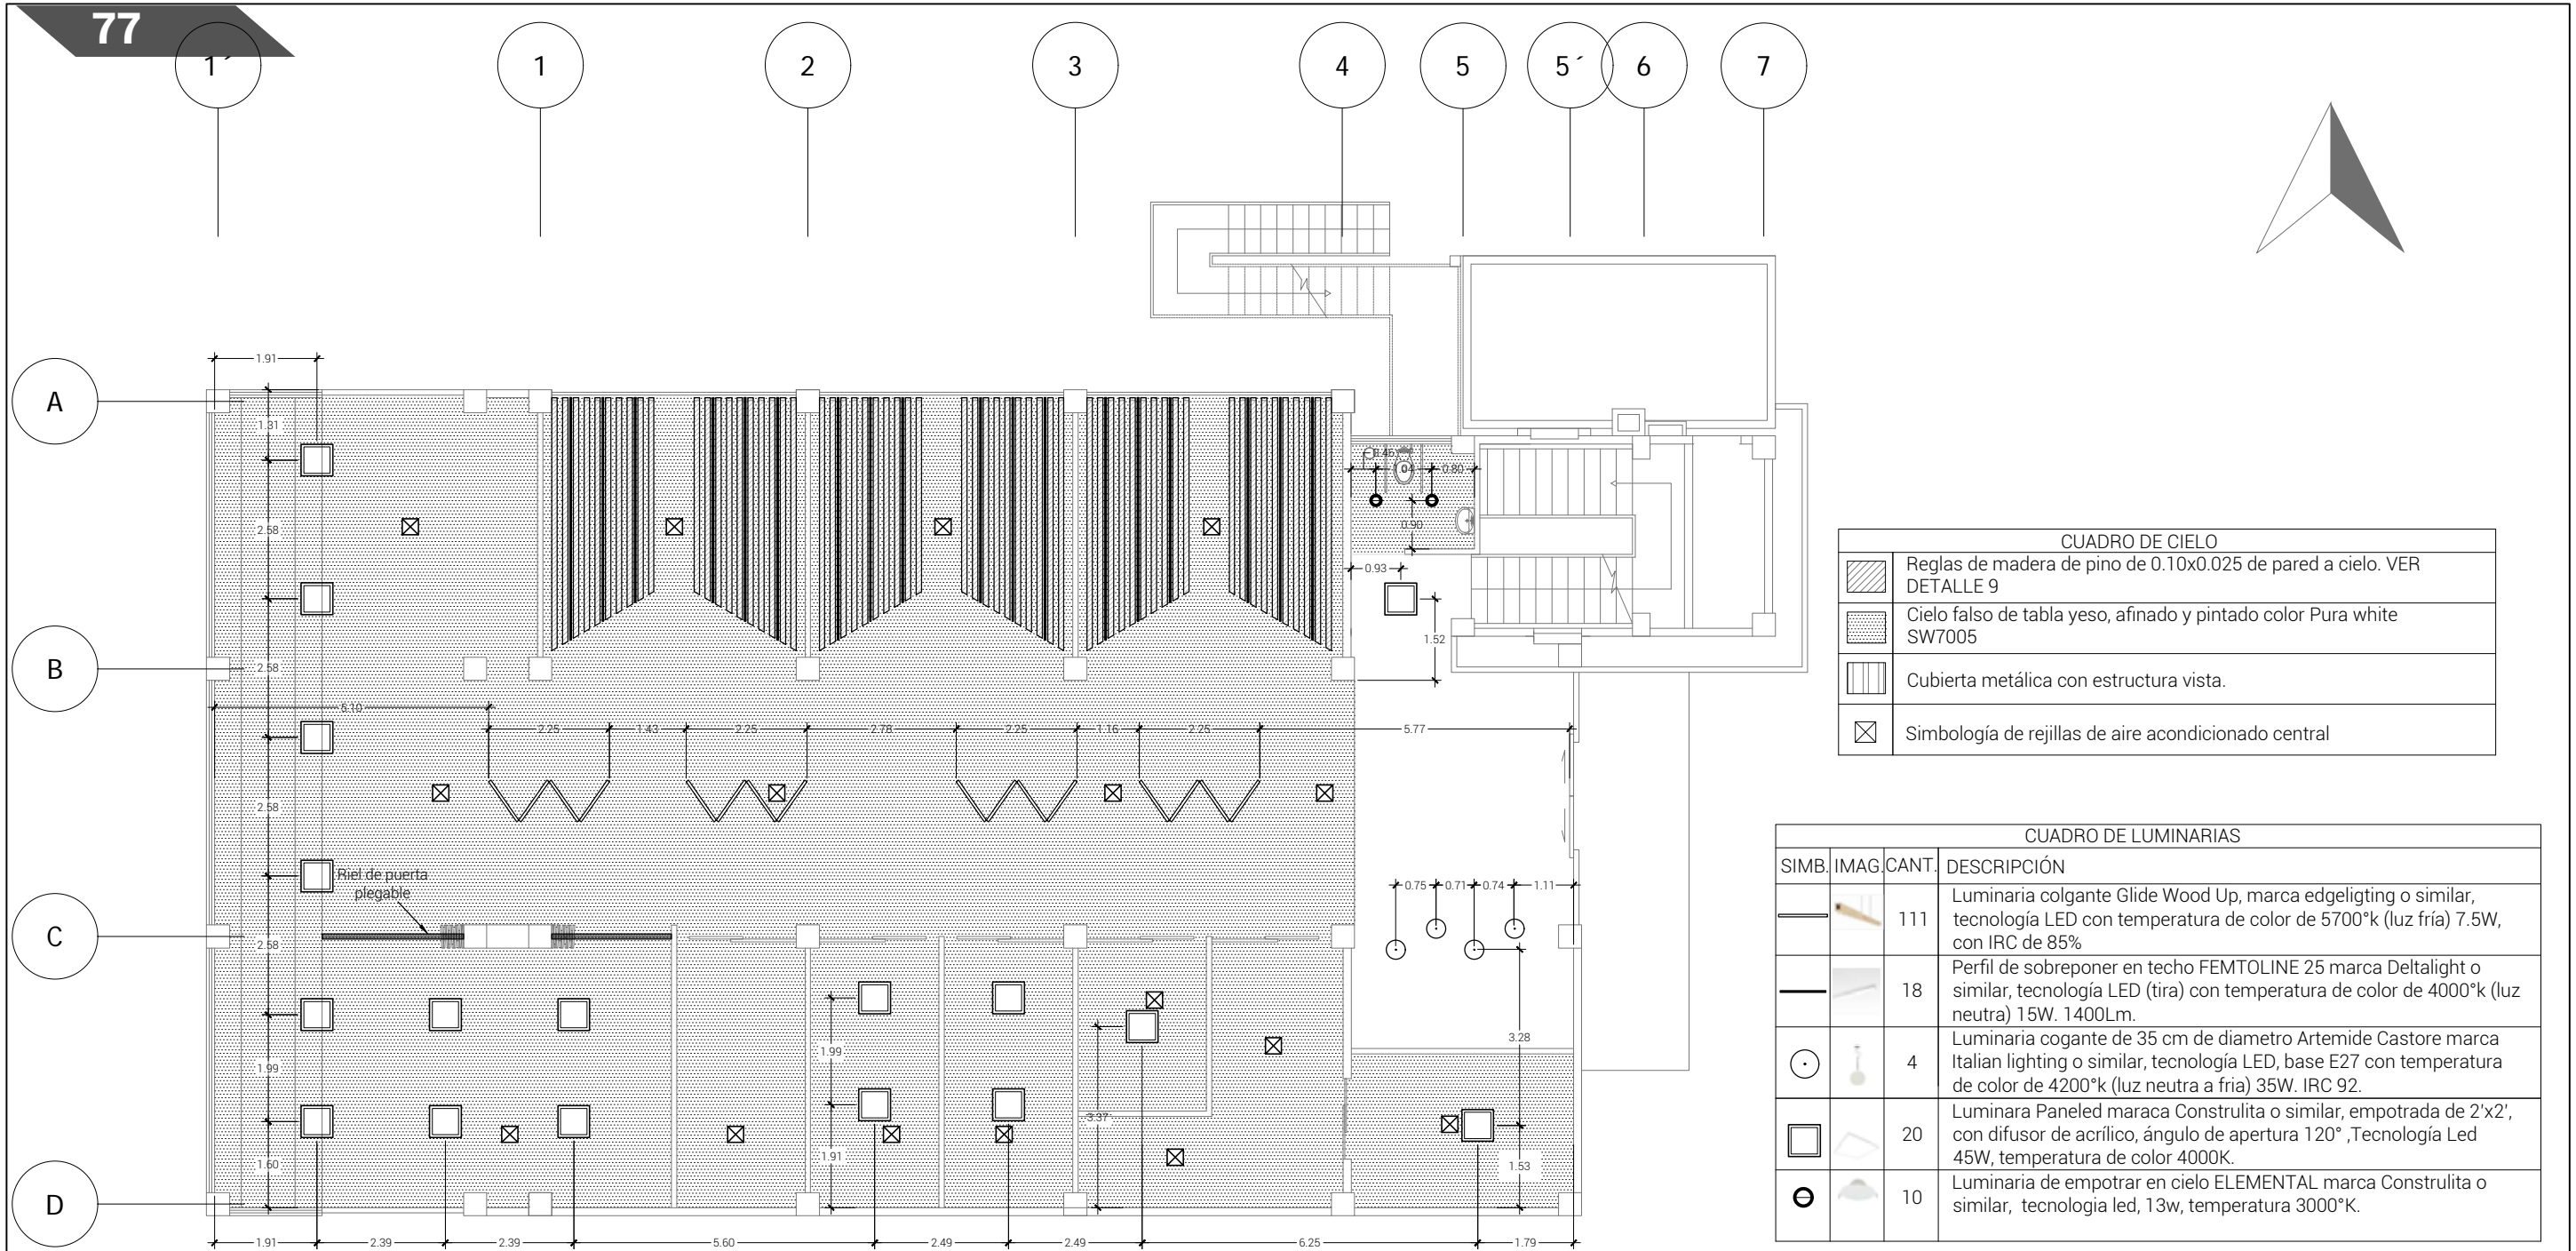 77
1´
1
2
3
4
5
5´
6
7
A
B
C
D
1.91
1.31
2.58
2.58
2.58
2.58
1.99
1.60
5.10
2.25
1.43
2.25
2.78
2.25
1.16
2.25
5.77
0.80
0.90
0.93
1.52
Riel de puerta
plegable
0.75
0.71
0.74
1.11
3.28
1.53
1.99
1.91
3.37
1.91
2.39
2.39
5.60
2.49
2.49
6.25
1.79
CUADRO DE CIELO
Reglas de madera de pino de 0.10x0.025 de pared a cielo. VER
DETALLE 9
Cielo falso de tabla yeso, afinado y pintado color Pura white
SW7005
Cubierta metálica con estructura vista.
Simbología de rejillas de aire acondicionado central
CUADRO DE LUMINARIAS
SIMB. IMAG. CANT. DESCRIPCIÓN
Luminaria colgante Glide Wood Up, marca edgeligting o similar,
111 tecnología LED con temperatura de color de 5700°k (luz fría) 7.5W,
con IRC de 85%
Perfil de sobreponer en techo FEMTOLINE 25 marca Deltalight o
18 similar, tecnología LED (tira) con temperatura de color de 4000°k (luz
neutra) 15W. 1400Lm.
Luminaria cogante de 35 cm de diametro Artemide Castore marca
4 Italian lighting o similar, tecnología LED, base E27 con temperatura
de color de 4200°k (luz neutra a fria) 35W. IRC 92.
Luminara Paneled maraca Construlita o similar, empotrada de 2'x2',
20 con difusor de acrílico, ángulo de apertura 120° ,Tecnología Led
45W, temperatura de color 4000K.
Luminaria de empotrar en cielo ELEMENTAL marca Construlita o
10 similar, tecnologia led, 13w, temperatura 3000°K.